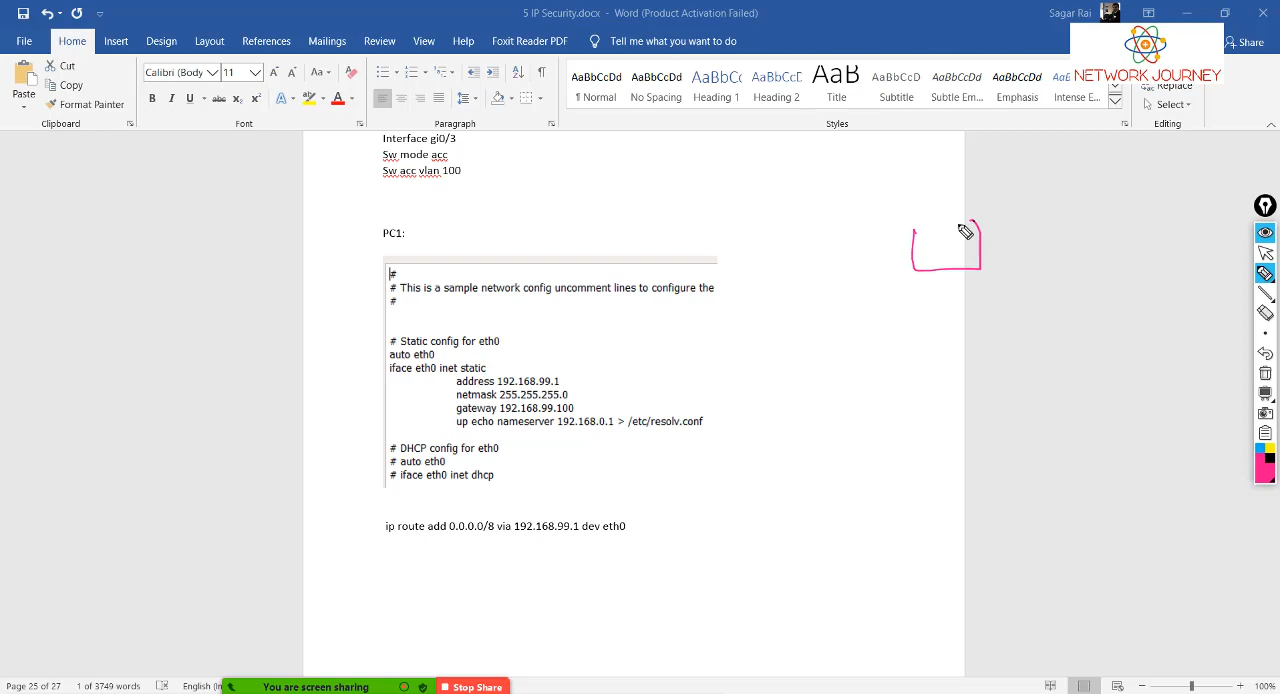 5 IP Security.docx - Word (Product Activation Failed)
Sagar Rai
File Home Insert Design Layout References Mailings Review View Help Foxit Reader PDF Tell me what you want to do
Share
NETWORK JOURNEY
Paste
Cut
Copy
Format Painter
Clipboard
Calibri (Body 11
Font
Paragraph
AaBbCcDd AaBbCcDd AaBbCc AaBbCcD AaB AaBbCcD AaBbCcDd AaBbCcDd AaBb
¶ Normal No Spacing Heading 1 Heading 2 Title Subtitle Subtle Em... Emphasis Intense E...
Styles
Replace
Select
Editing
Interface gi0/3
Sw mode acc
Sw acc vlan 100
PC1:
#
# This is a sample network config uncomment lines to configure the
#
# Static config for eth0
auto eth0
iface eth0 inet static
address 192.168.99.1
netmask 255.255.255.0
gateway 192.168.99.100
up echo nameserver 192.168.0.1 > /etc/resolv.conf
# DHCP config for eth0
# auto eth0
# iface eth0 inet dhcp
ip route add 0.0.0.0/8 via 192.168.99.1 dev eth0
Page 25 of 27 1 of 3749 words English (In
You are screen sharing Stop Share
100%